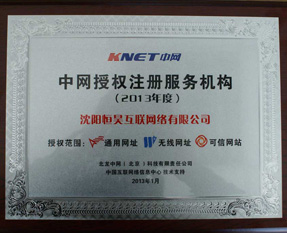 KNET中网
中网授权注册服务机构
（2013年度）
沈阳恒昊互联网络有限公司
授权范围： 通用网址 无线网址 可信网站
北龙中网（北京）科技有限责任公司
中国互联网络信息中心 技术支持
2013年1月